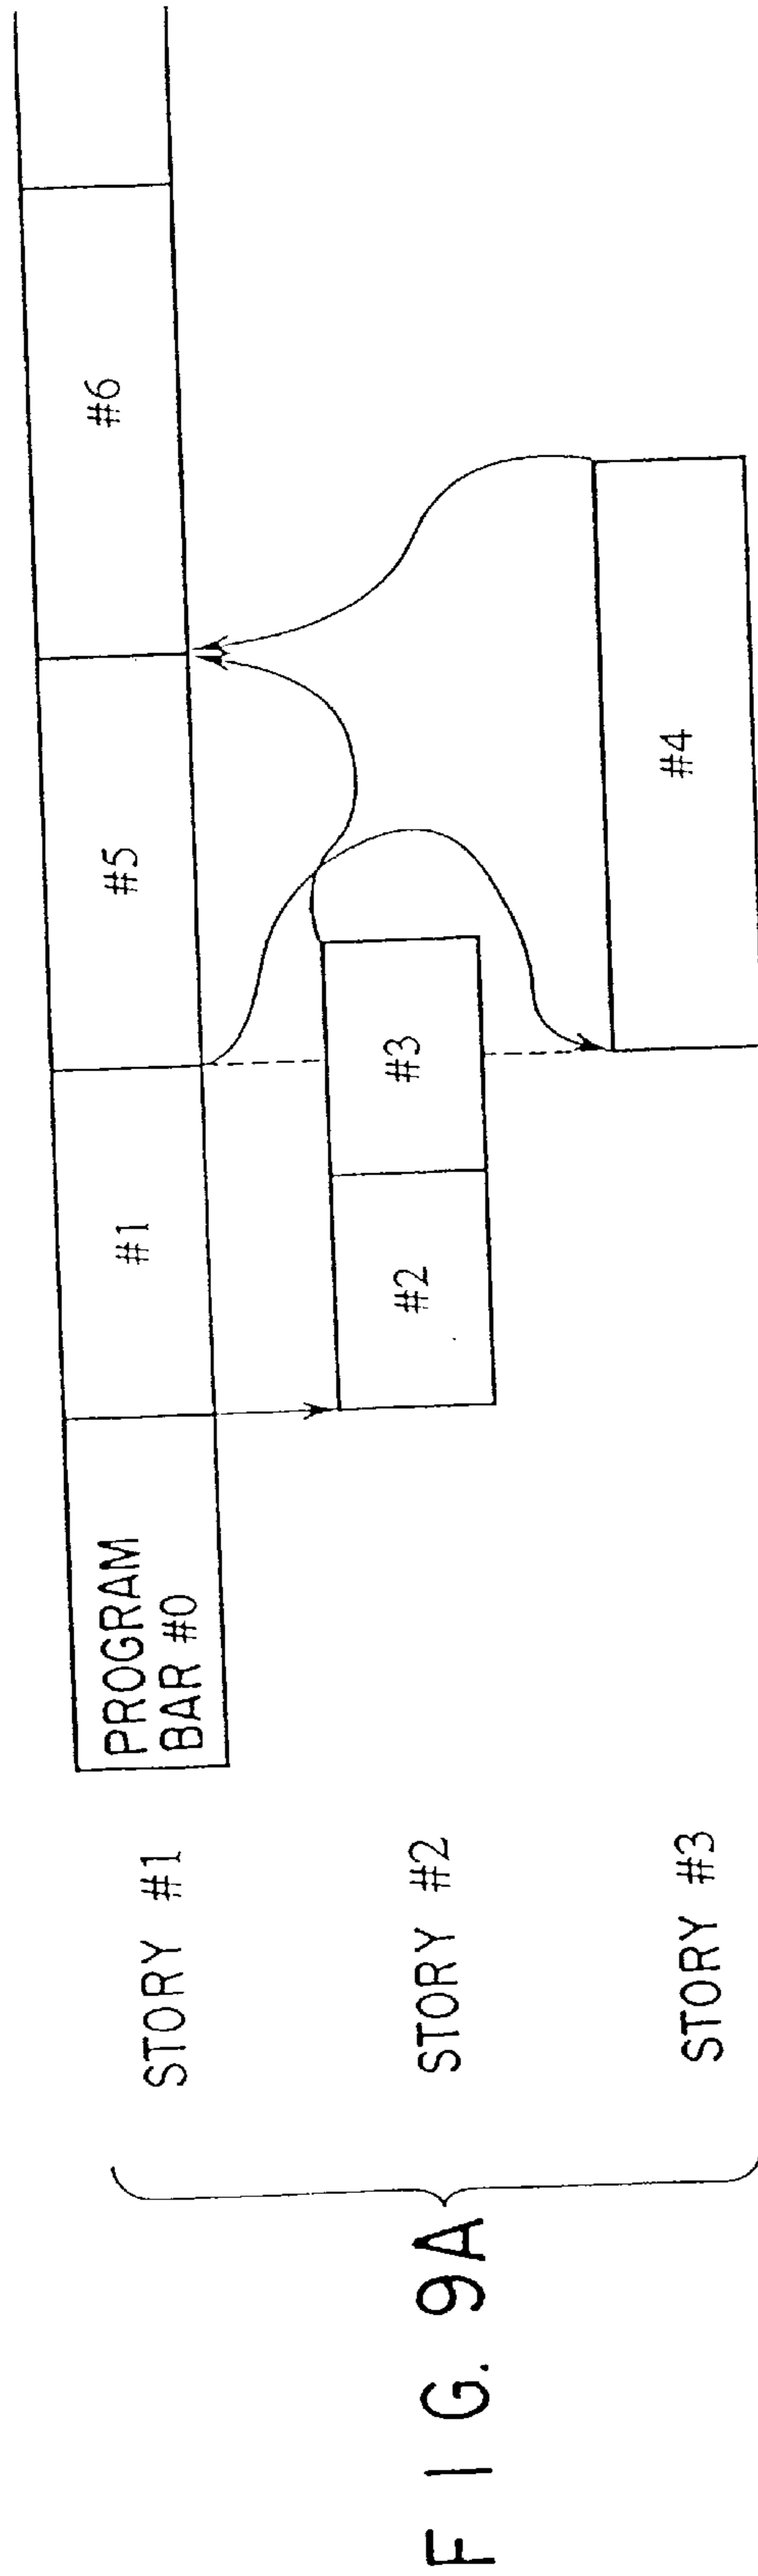 STORY #1
PROGRAM
BAR #0
#1
#5
#6
STORY #2
#2
#3
STORY #3
#4
FIG. 9A